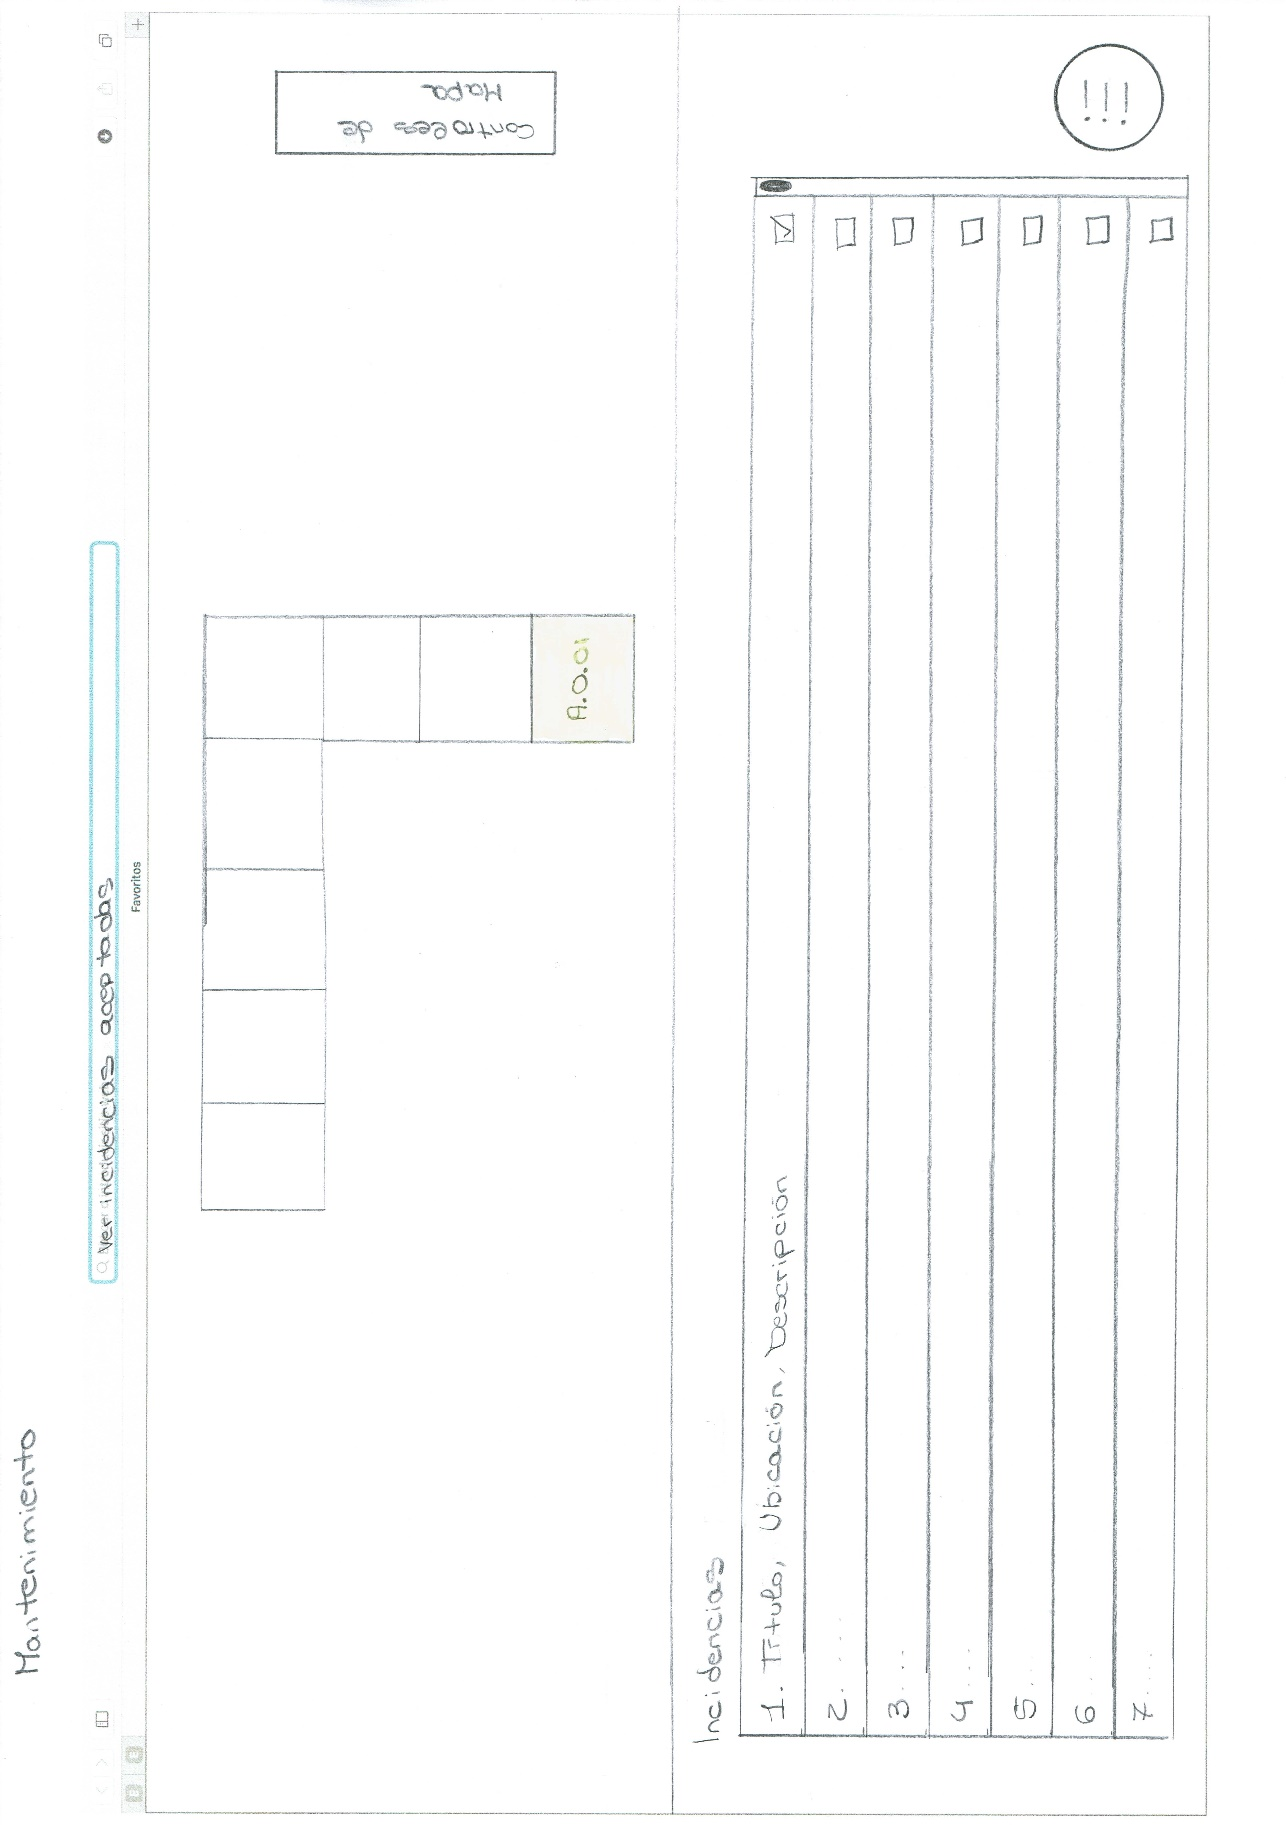 Mantenimiento
Ver incidencias aceptadas
Favoritos
Controles de
Mapa
A.0.01
Incidencias
1. Título, Ubicación, Descripción
2. ....
3 ...
4 ...
5 ...
6 ..
7 ....
!!!